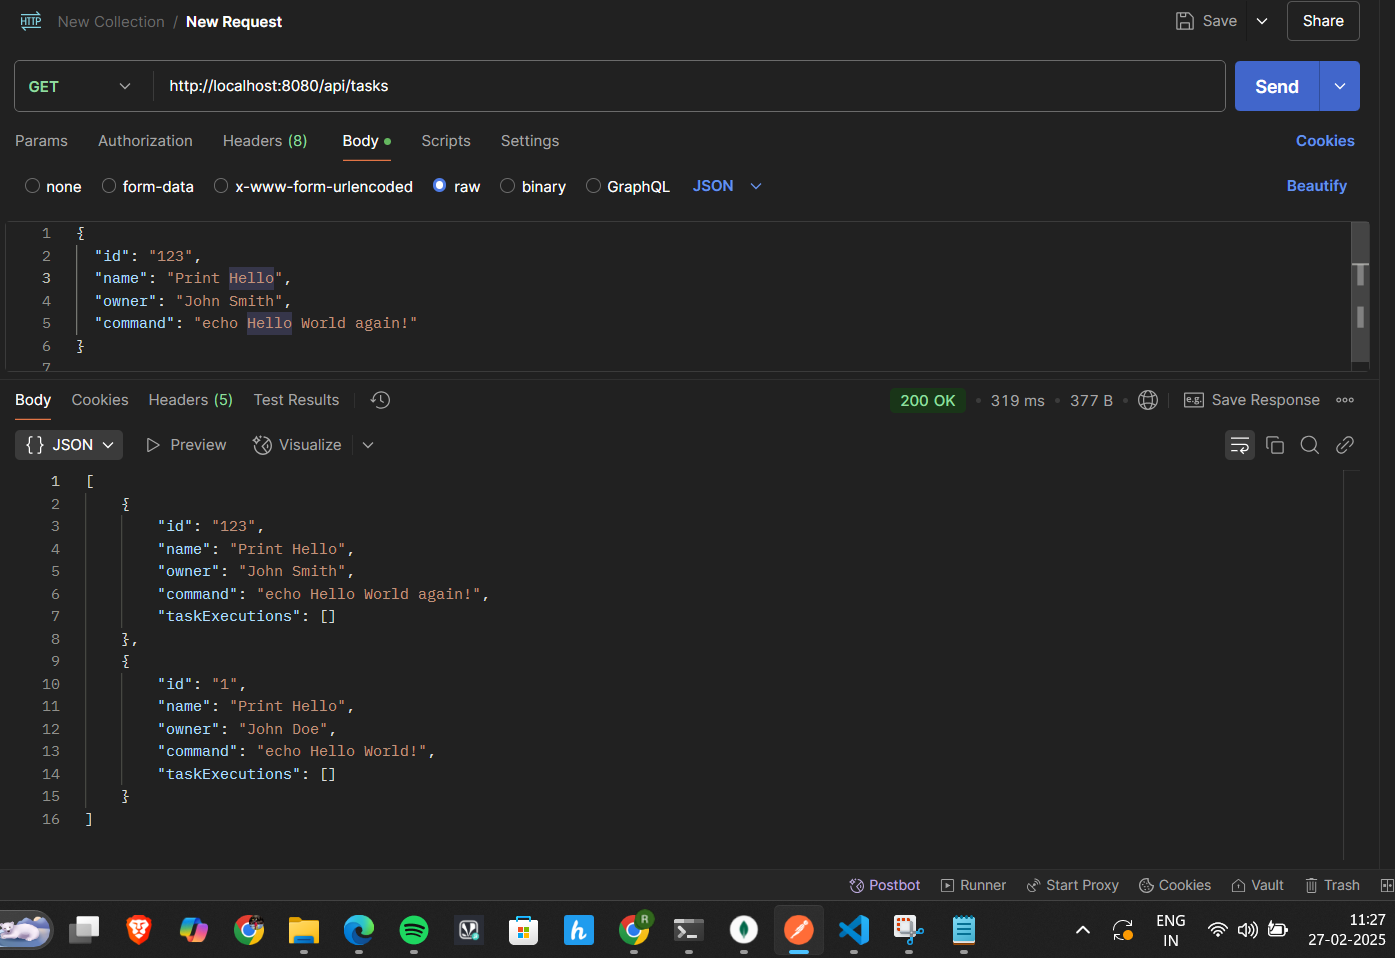 HTTP New Collection / New Request Save Share
GET http://localhost:8080/api/tasks Send
Params Authorization Headers (8) Body Scripts Settings Cookies
none form-data x-www-form-urlencoded raw binary GraphQL JSON Beautify
1 {
2 "id": "123",
3 "name": "Print Hello",
4 "owner": "John Smith",
5 "command": "echo Hello World again!"
6 }
7
Body Cookies Headers (5) Test Results 200 OK 319 ms 377 B e.g. Save Response
{} JSON Preview Visualize
1 [
2 {
3 "id": "123",
4 "name": "Print Hello",
5 "owner": "John Smith",
6 "command": "echo Hello World again!",
7 "taskExecutions": []
8 },
9 {
10 "id": "1",
11 "name": "Print Hello",
12 "owner": "John Doe",
13 "command": "echo Hello World!",
14 "taskExecutions": []
15 }
16 ]
Postbot Runner Start Proxy Cookies Vault Trash
h R ENG 11:27
IN 27-02-2025